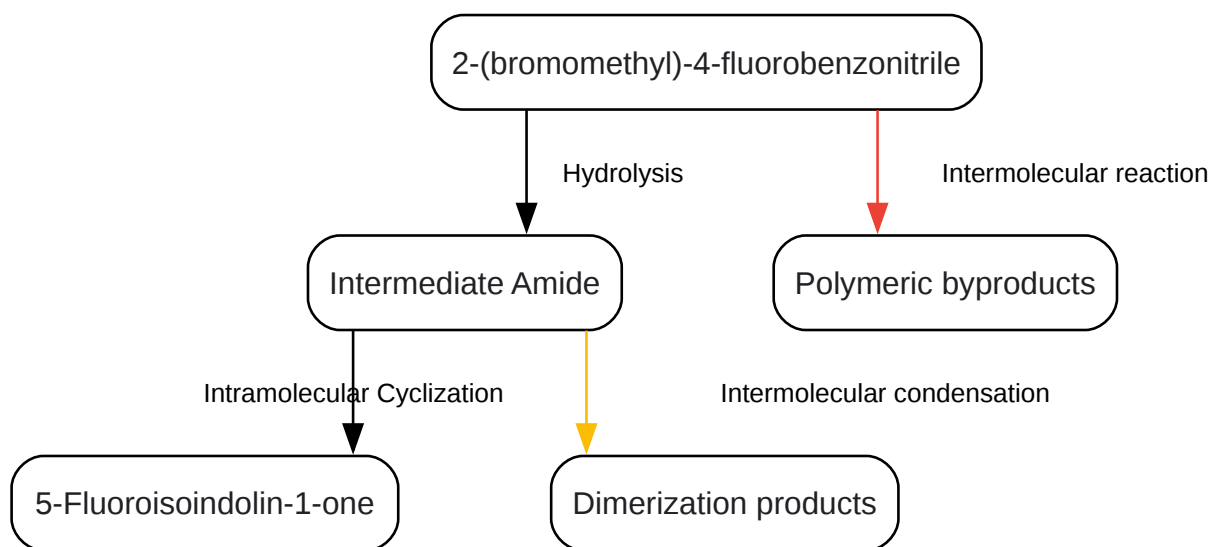 2-(bromomethyl)-4-fluorobenzonitrile
Hydrolysis
Intermolecular reaction
Intermediate Amide
Polymeric byproducts
Intramolecular Cyclization
Intermolecular condensation
5-Fluoroisoindolin-1-one
Dimerization products